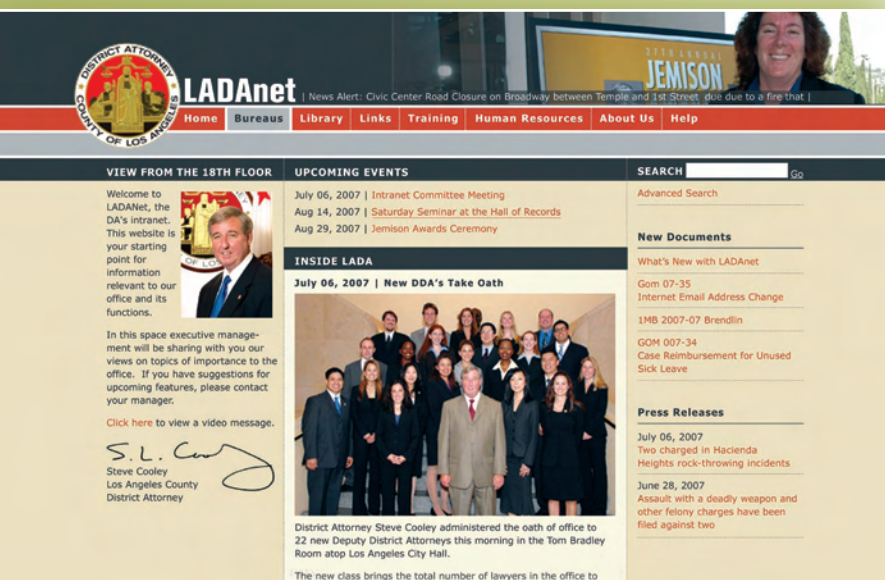 27TH ANNUAL
JEMISON
DISTRICT ATTORNEY
COUNTY OF LOS ANGELES
LADAnet
| News Alert: Civic Center Road Closure on Broadway between Temple and 1st Street due due to a fire that |
Home | Bureaus | Library | Links | Training | Human Resources | About Us | Help
VIEW FROM THE 18TH FLOOR
Welcome to
LADANet, the
DA's intranet.
This website is
your starting
point for
information
relevant to our
office and its
functions.
In this space executive manage-
ment will be sharing with you our
views on topics of importance to the
office. If you have suggestions for
upcoming features, please contact
your manager.
Click here to view a video message.
S. L. Cooley
Steve Cooley
Los Angeles County
District Attorney
UPCOMING EVENTS
July 06, 2007 | Intranet Committee Meeting
Aug 14, 2007 | Saturday Seminar at the Hall of Records
Aug 29, 2007 | Jemison Awards Ceremony
INSIDE LADA
July 06, 2007 | New DDA's Take Oath
District Attorney Steve Cooley administered the oath of office to
22 new Deputy District Attorneys this morning in the Tom Bradley
Room atop Los Angeles City Hall.
The new class brings the total number of lawyers in the office to
SEARCH Go
Advanced Search
New Documents
What's New with LADAnet
Gom 07-35
Internet Email Address Change
1MB 2007-07 Brendlin
GOM 007-34
Case Reimbursement for Unused
Sick Leave
Press Releases
July 06, 2007
Two charged in Hacienda
Heights rock-throwing incidents
June 28, 2007
Assault with a deadly weapon and
other felony charges have been
filed against two